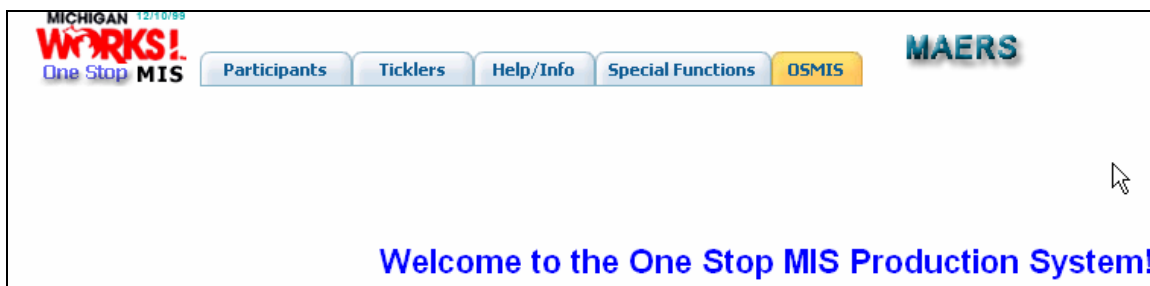 MICHIGAN 12/10/99
WORKS!
One Stop MIS
Participants Ticklers Help/Info Special Functions OSMIS
MAERS
Welcome to the One Stop MIS Production System!